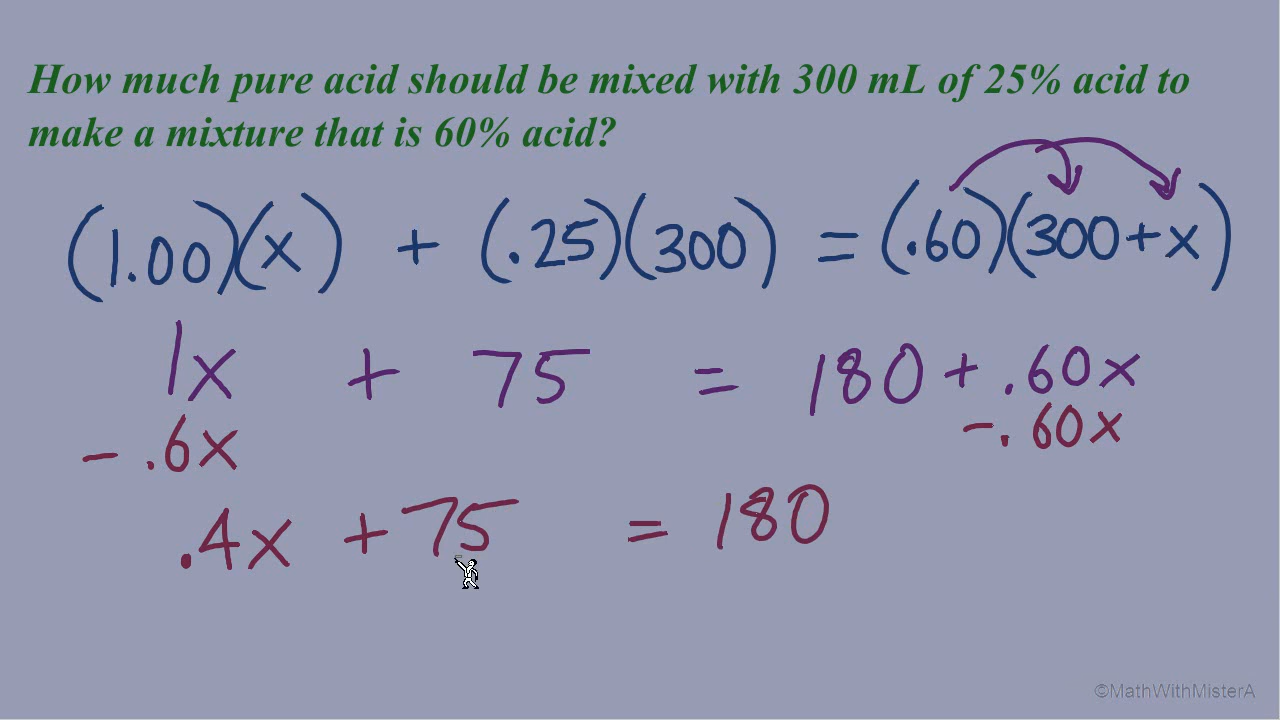 How much pure acid should be mixed with 300 mL of 25% acid to
make a mixture that is 60% acid?
(1.00)(x) + (.25)(300) = (.60)(300 + x)
1x + 75 = 180 + .60x
- .6x - .60x
.4x + 75 = 180
©MathWithMisterA